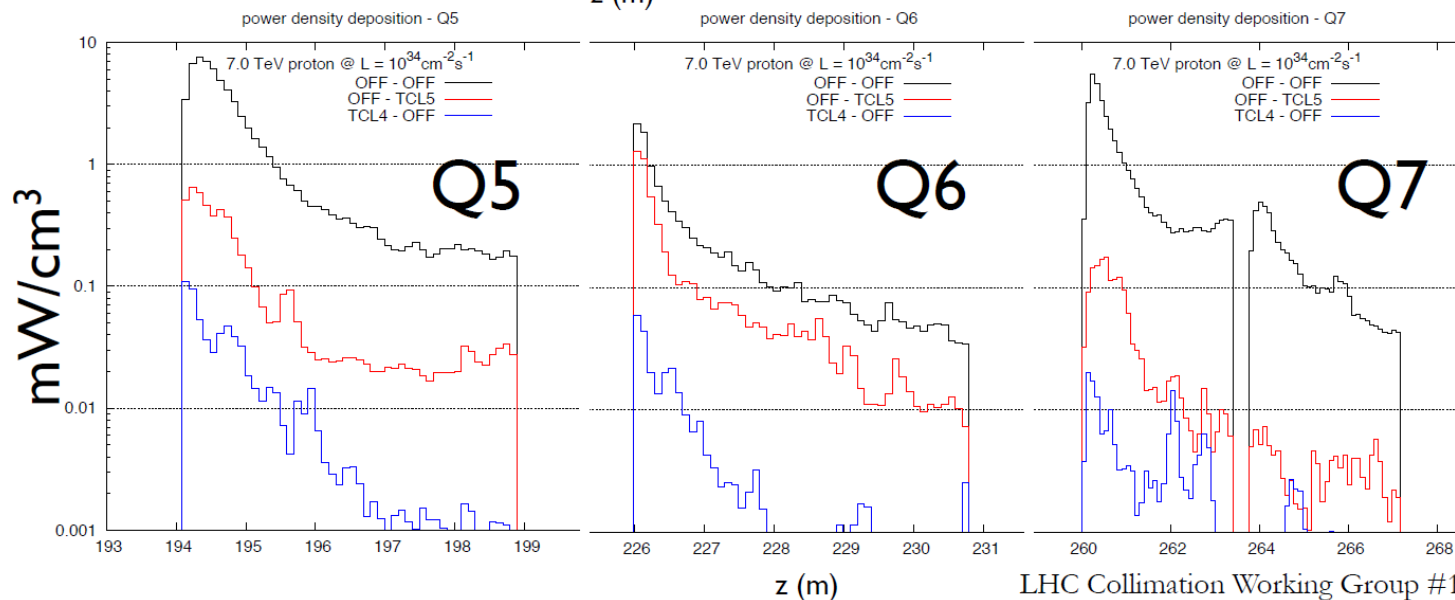 z (m)
power density deposition - Q5
power density deposition - Q6
power density deposition - Q7
mW/cm³
10
1
0.1
0.01
0.001
7.0 TeV proton @ L = 10³⁴cm⁻²s⁻¹
OFF - OFF
OFF - TCL5
TCL4 - OFF
Q5
193 194 195 196 197 198 199
7.0 TeV proton @ L = 10³⁴cm⁻²s⁻¹
OFF - OFF
OFF - TCL5
TCL4 - OFF
Q6
226 227 228 229 230 231
7.0 TeV proton @ L = 10³⁴cm⁻²s⁻¹
OFF - OFF
OFF - TCL5
TCL4 - OFF
Q7
260 262 264 266 268
z (m)
LHC Collimation Working Group #1